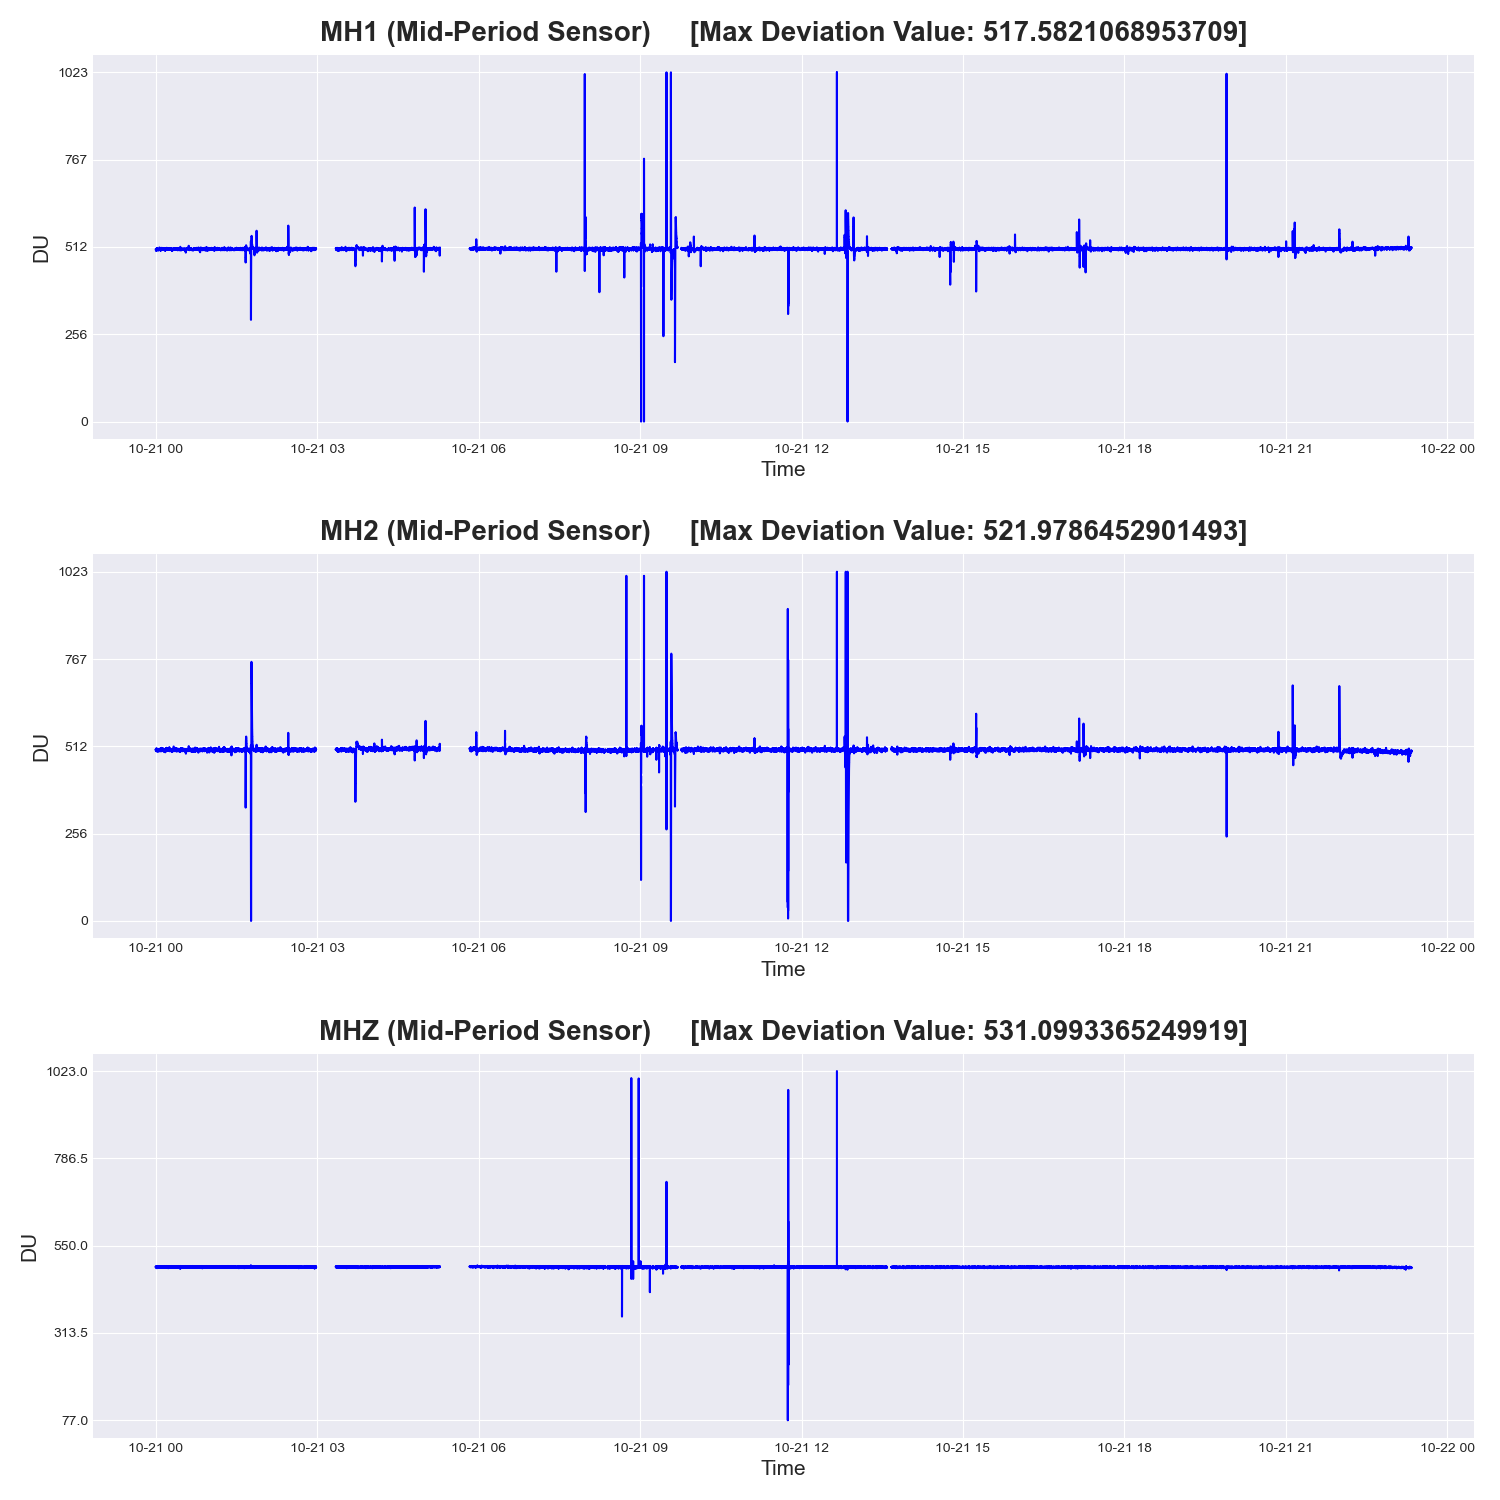 MH1 (Mid-Period Sensor) [Max Deviation Value: 517.5821068953709]
1023
767
512
256
0
DU
10-21 00 10-21 03 10-21 06 10-21 09 10-21 12 10-21 15 10-21 18 10-21 21 10-22 00
Time
MH2 (Mid-Period Sensor) [Max Deviation Value: 521.9786452901493]
1023
767
512
256
0
DU
10-21 00 10-21 03 10-21 06 10-21 09 10-21 12 10-21 15 10-21 18 10-21 21 10-22 00
Time
MHZ (Mid-Period Sensor) [Max Deviation Value: 531.0993365249919]
1023.0
786.5
550.0
313.5
77.0
DU
10-21 00 10-21 03 10-21 06 10-21 09 10-21 12 10-21 15 10-21 18 10-21 21 10-22 00
Time